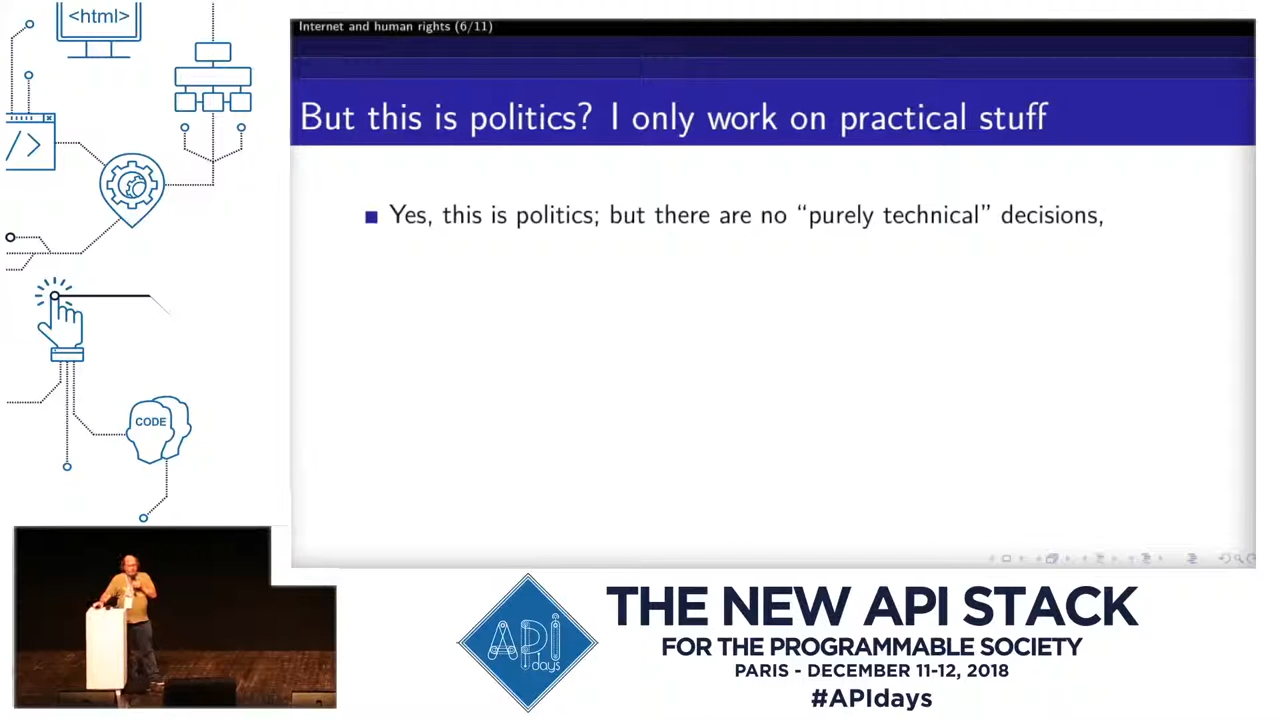 <html>
</>
CODE
Internet and human rights (6/11)
But this is politics? I only work on practical stuff
Yes, this is politics; but there are no “purely technical” decisions,
APi
days
THE NEW API STACK
FOR THE PROGRAMMABLE SOCIETY
PARIS - DECEMBER 11-12, 2018
#APIdays